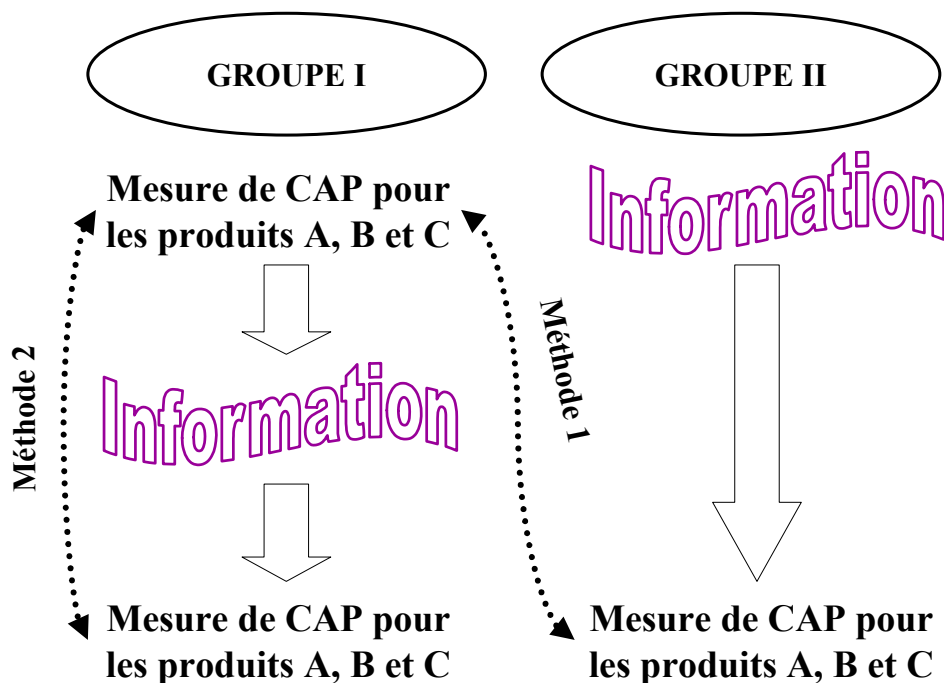 GROUPE I
GROUPE II
Mesure de CAP pour
les produits A, B et C
Information
Méthode 2
Méthode 1
Information
Mesure de CAP pour
les produits A, B et C
Mesure de CAP pour
les produits A, B et C